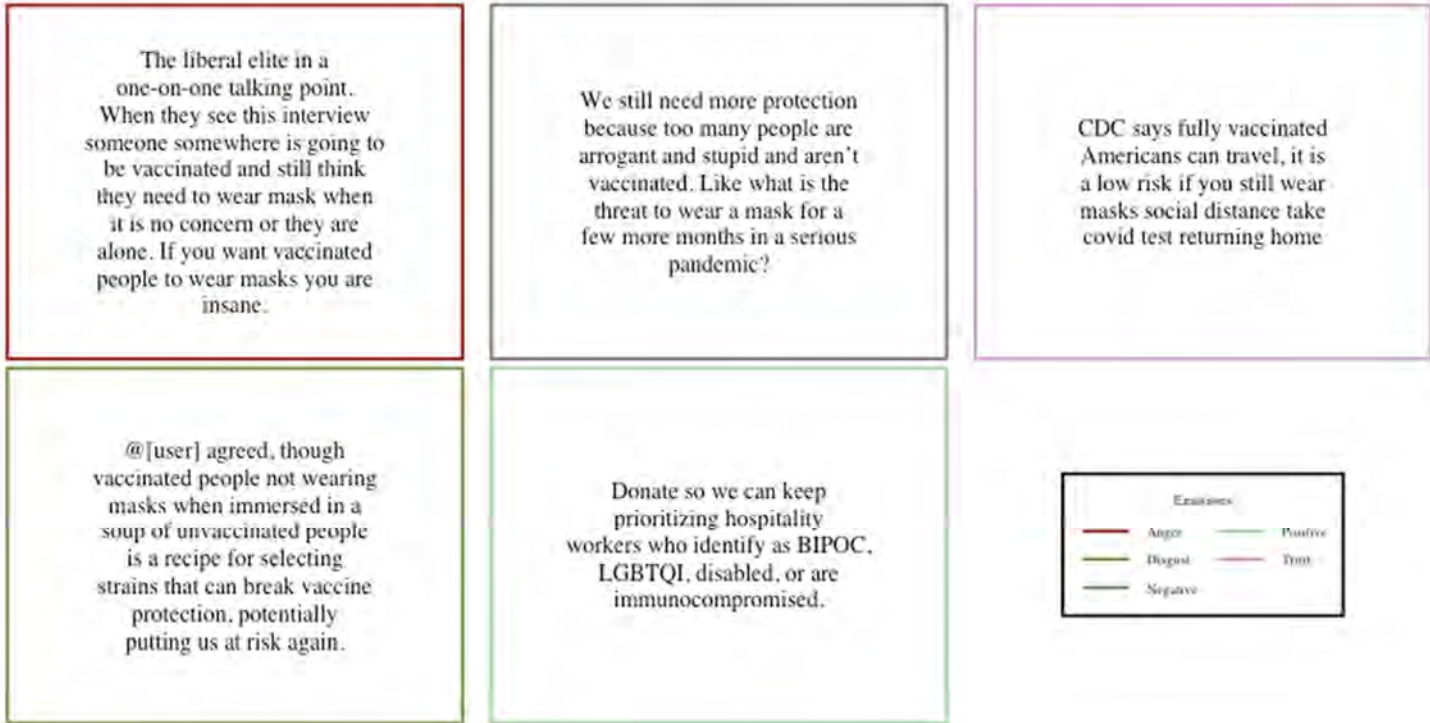 The liberal elite in a
one-on-one talking point.
When they see this interview
someone somewhere is going to
be vaccinated and still think
they need to wear mask when
it is no concern or they are
alone. If you want vaccinated
people to wear masks you are
insane.
We still need more protection
because too many people are
arrogant and stupid and aren't
vaccinated. Like what is the
threat to wear a mask for a
few more months in a serious
pandemic?
CDC says fully vaccinated
Americans can travel, it is
a low risk if you still wear
masks social distance take
covid test returning home
@[user] agreed, though
vaccinated people not wearing
masks when immersed in a
soup of unvaccinated people
is a recipe for selecting
strains that can break vaccine
protection, potentially
putting us at risk again.
Donate so we can keep
prioritizing hospitality
workers who identify as BIPOC,
LGBTQI, disabled, or are
immunocompromised.
Emotions
Anger
Positive
Disgust
Trust
Negative